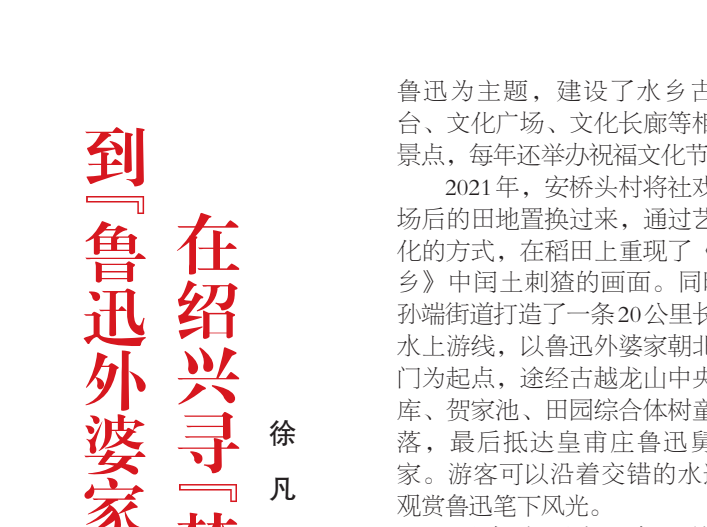 到『鲁迅外婆家
在绍兴寻『
徐凡
鲁迅为主题，建设了水乡古
台、文化广场、文化长廊等
景点，每年还举办祝福文化节
2021年，安桥头村将社戏
场后的田地置换过来，通过艺
化的方式，在稻田上重现了
乡》中闰土刺猹的画面。同
孙端街道打造了一条20公里长
水上游线，以鲁迅外婆家朝北
门为起点，途经古越龙山中央
库、贺家池、田园综合体树童
落，最后抵达皇甫庄鲁迅舅
家。游客可以沿着交错的水
观赏鲁迅笔下风光。